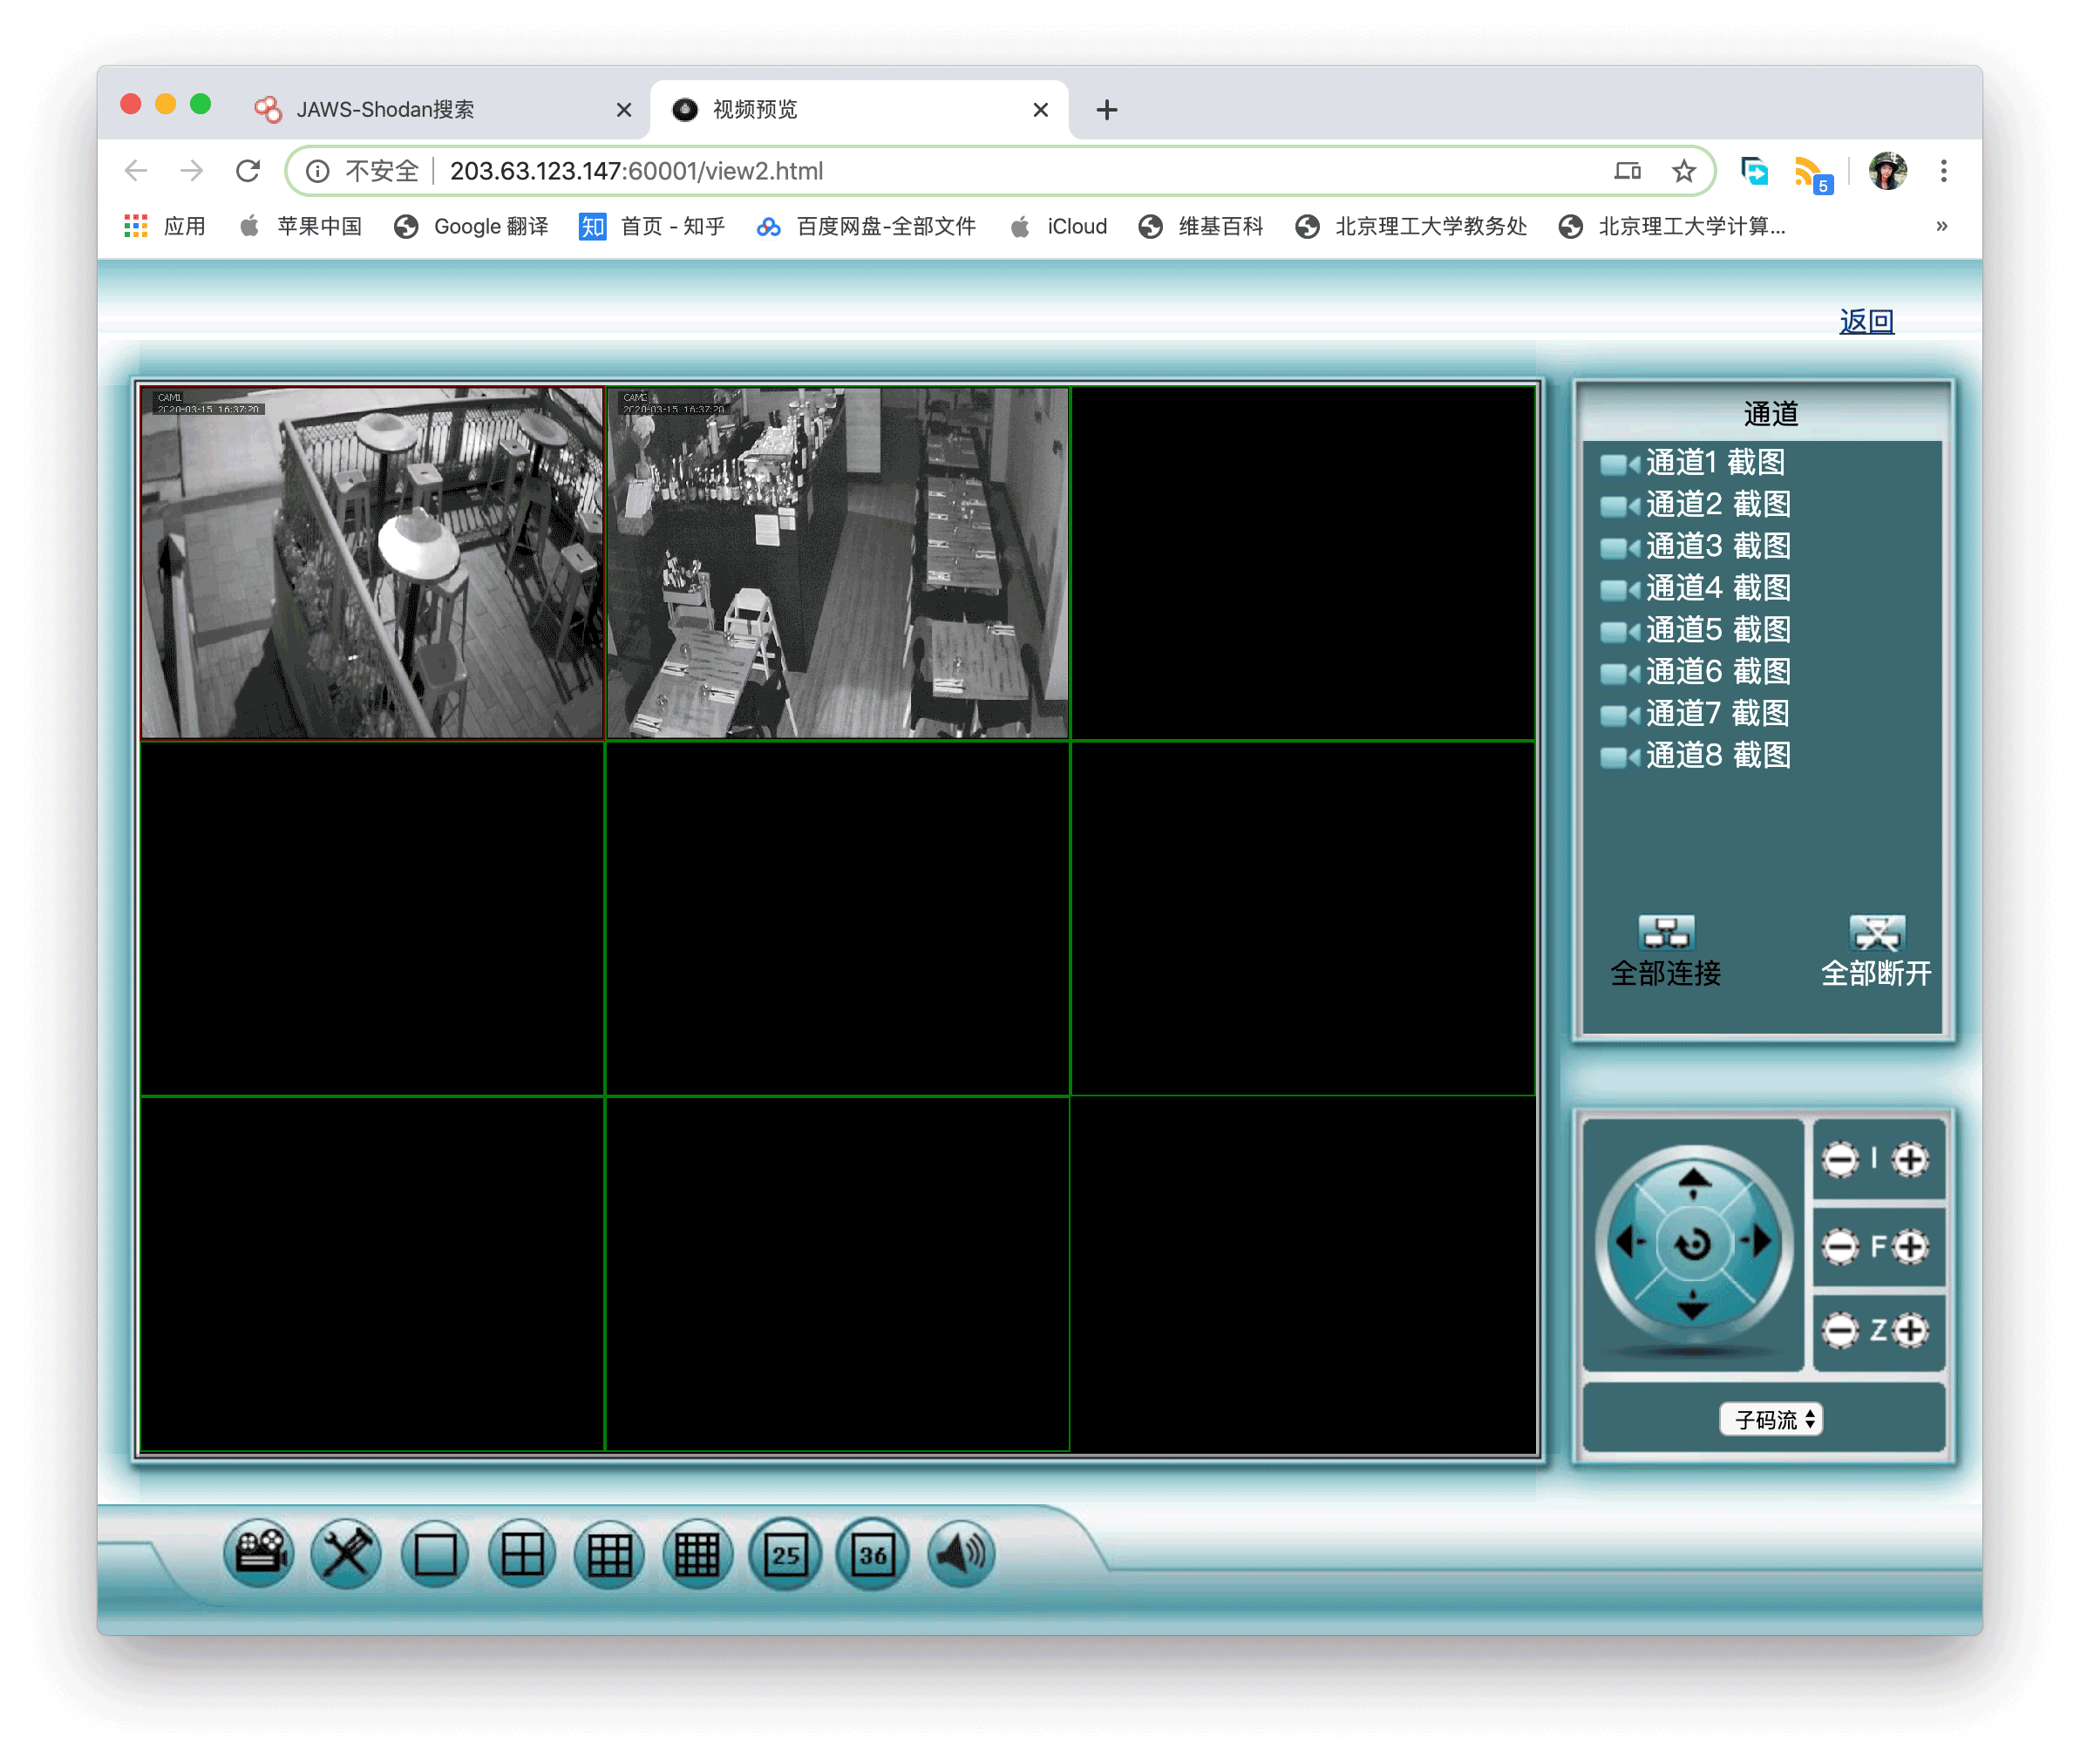 JAWS-Shodan搜索
视频预览
不安全 203.63.123.147:60001/view2.html
5
应用 苹果中国 Google 翻译 知 首页 - 知乎 百度网盘-全部文件 iCloud 维基百科 北京理工大学教务处 北京理工大学计算... »
返回
CAM1
2020-03-15 16:37:20
CAM2
2020-03-15 16:37:20
通道
通道1 截图
通道2 截图
通道3 截图
通道4 截图
通道5 截图
通道6 截图
通道7 截图
通道8 截图
全部连接 全部断开
I
F
Z
子码流
25 36